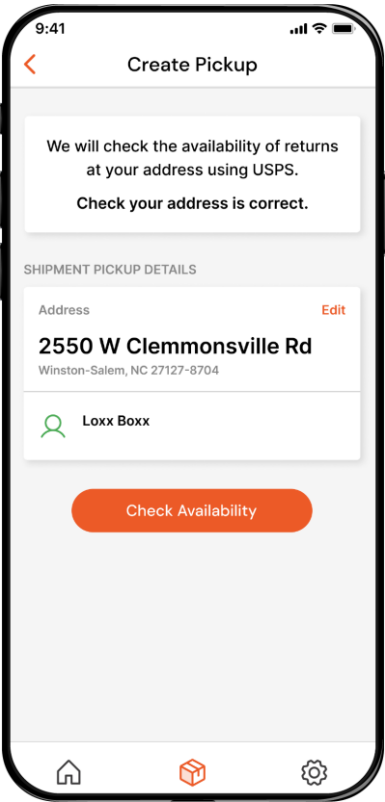 9:41
Create Pickup
We will check the availability of returns
at your address using USPS.
Check your address is correct.
SHIPMENT PICKUP DETAILS
Address
Edit
2550 W Clemmonsville Rd
Winston-Salem, NC 27127-8704
Loxx Boxx
Check Availability